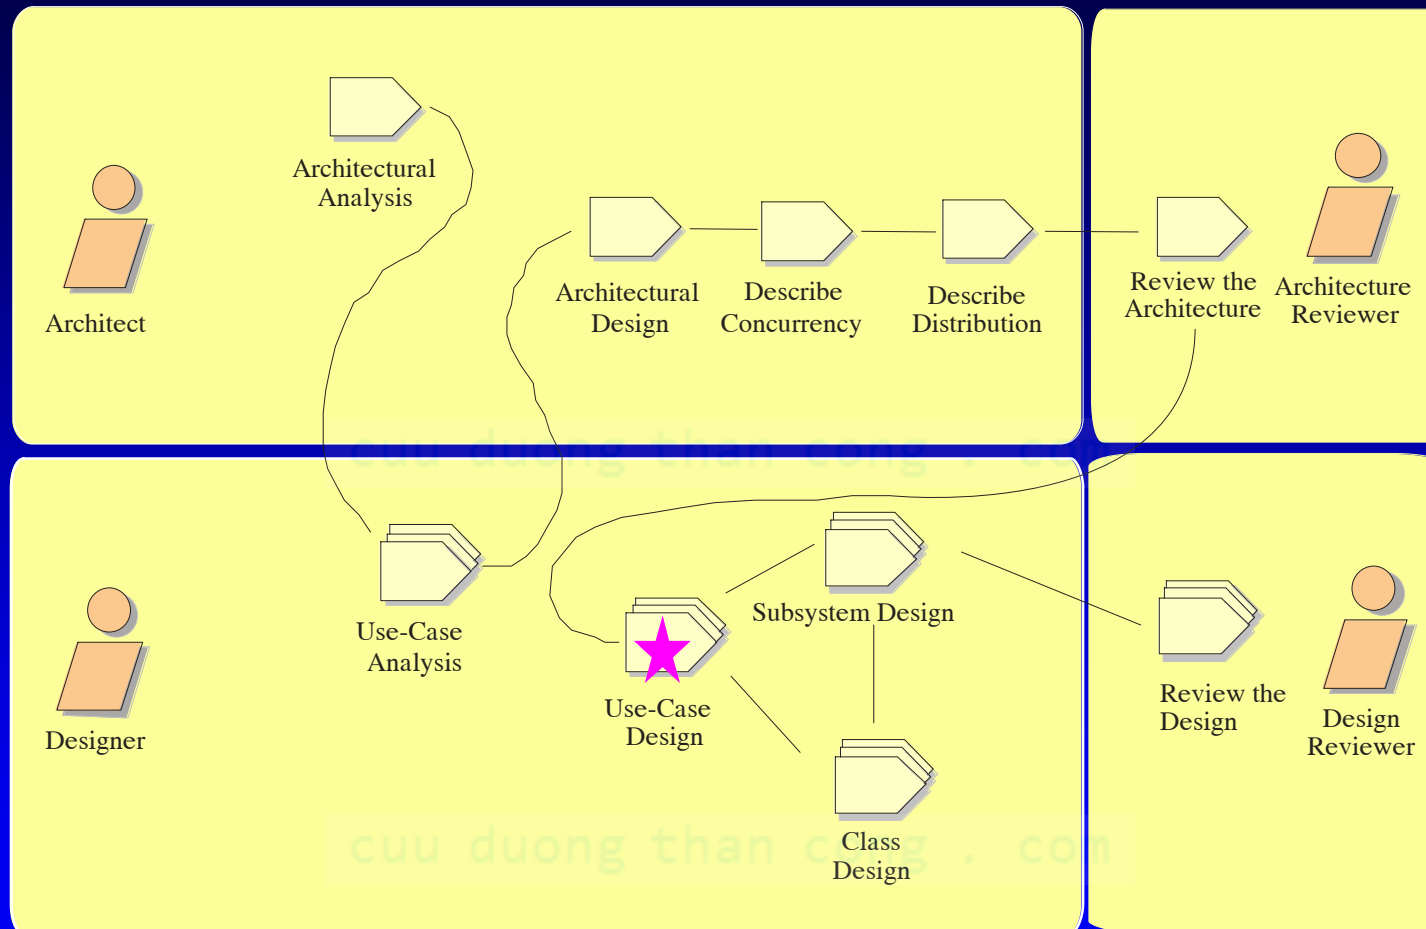 Architectural
Analysis
Architect
Architectural
Design
Describe
Concurrency
Describe
Distribution
Review the
Architecture
Architecture
Reviewer
cuu duong than cong . com
Use-Case
Analysis
Designer
Subsystem Design
Use-Case
Design
Class
Design
Review the
Design
Design
Reviewer
cuu duong than cong . com